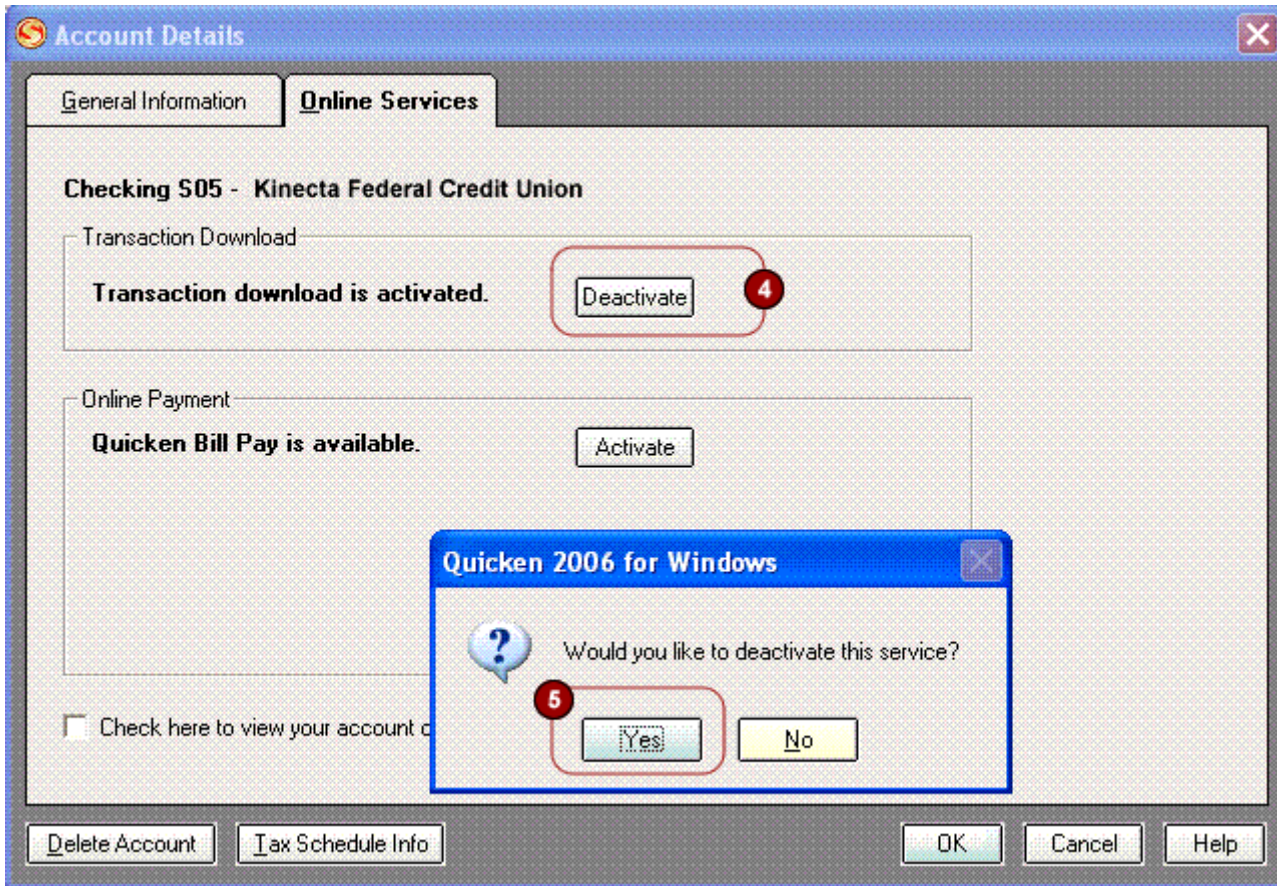 Account Details
General Information
Online Services
Checking S05 - Kinecta Federal Credit Union
Transaction Download
Transaction download is activated.
Deactivate
4
Online Payment
Quicken Bill Pay is available.
Activate
Quicken 2006 for Windows
Would you like to deactivate this service?
5
Yes
No
Check here to view your account
Delete Account
Tax Schedule Info
OK
Cancel
Help